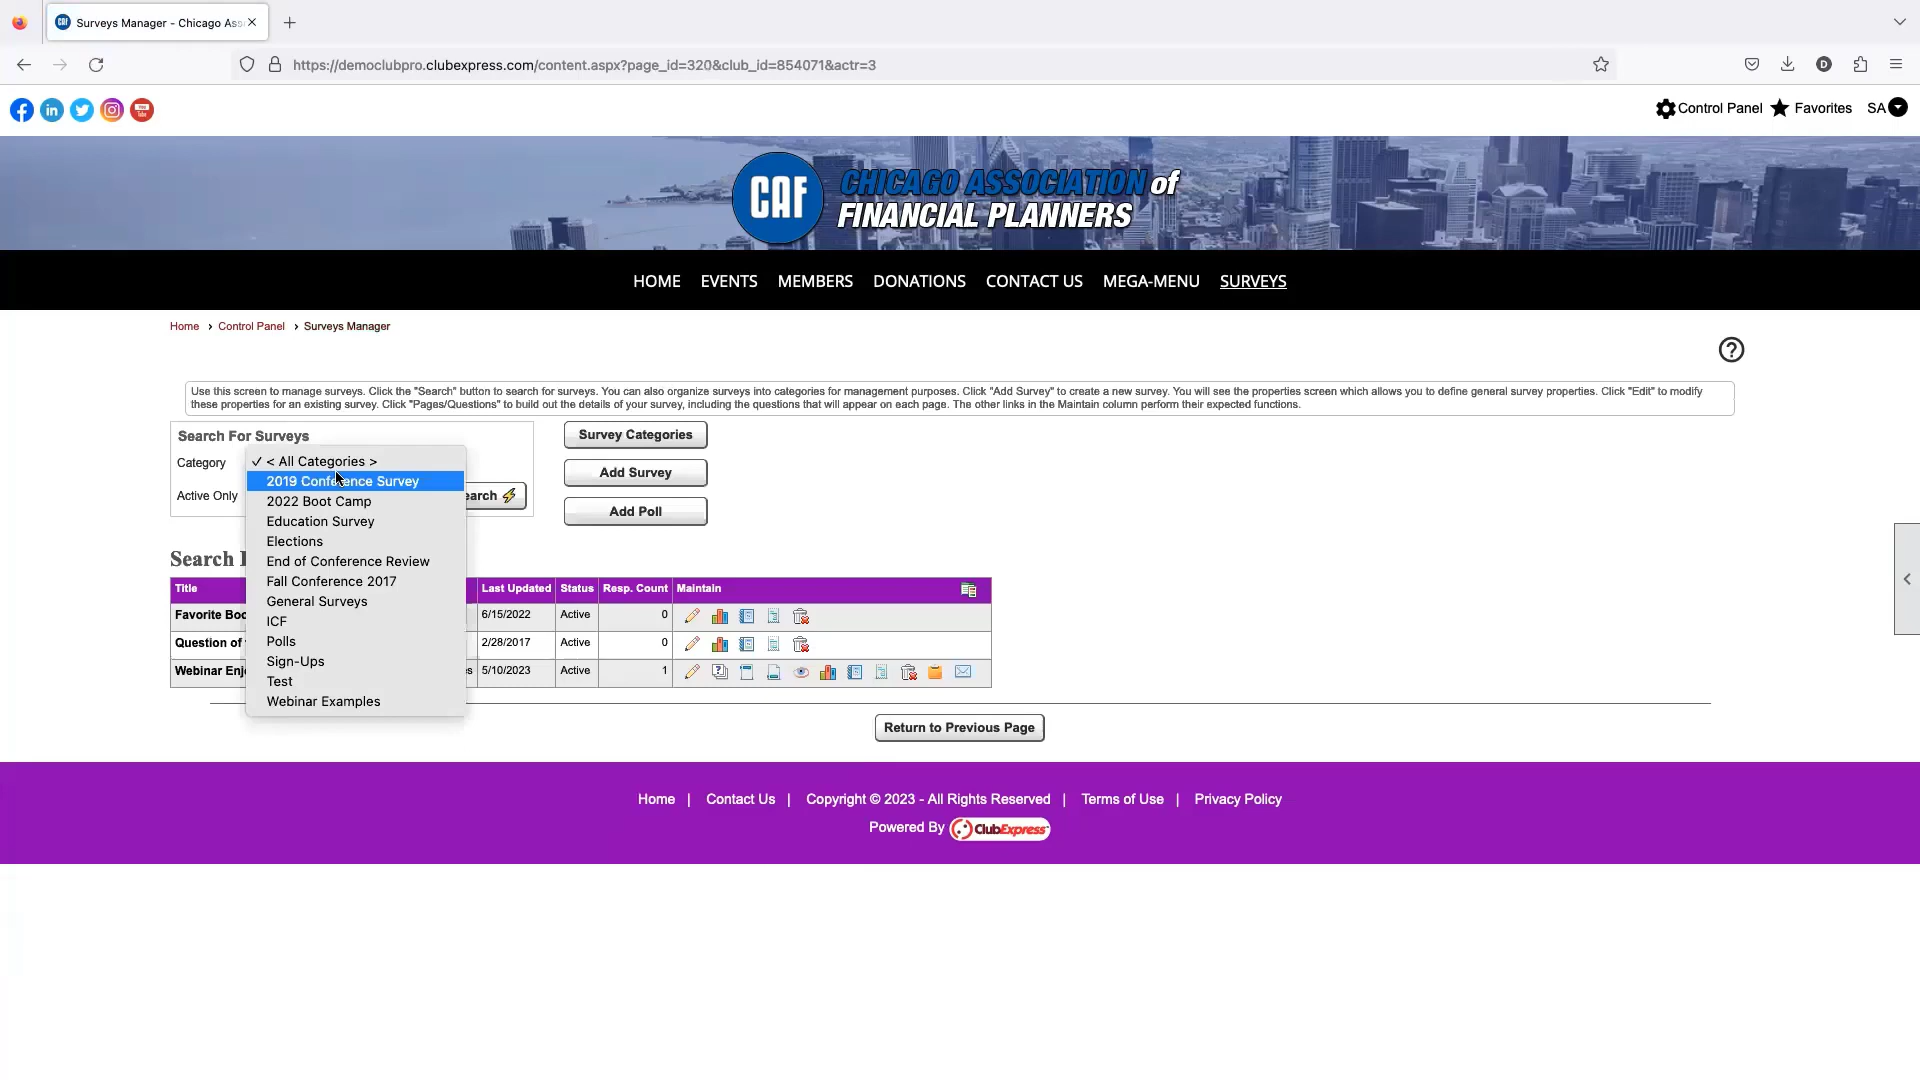 Surveys Manager - Chicago Ass
https://democlubpro.clubexpress.com/content.aspx?page_id=320&club_id=854071&actr=3
Control Panel Favorites SA
CAF CHICAGO ASSOCIATION of
FINANCIAL PLANNERS
HOME EVENTS MEMBERS DONATIONS CONTACT US MEGA-MENU SURVEYS
Home › Control Panel › Surveys Manager
Use this screen to manage surveys. Click the "Search" button to search for surveys. You can also organize surveys into categories for management purposes. Click "Add Survey" to create a new survey. You will see the properties screen which allows you to define general survey properties. Click "Edit" to modify
these properties for an existing survey. Click "Pages/Questions" to build out the details of your survey, including the questions that will appear on each page. The other links in the Maintain column perform their expected functions.
Search For Surveys
Category
Active Only
earch
✓ < All Categories >
2019 Conference Survey
2022 Boot Camp
Education Survey
Elections
End of Conference Review
Fall Conference 2017
General Surveys
ICF
Polls
Sign-Ups
Test
Webinar Examples
Survey Categories
Add Survey
Add Poll
Search
Title Last Updated Status Resp. Count Maintain
Favorite Boo 6/15/2022 Active 0
Question of 2/28/2017 Active 0
Webinar Enj s 5/10/2023 Active 1
Return to Previous Page
Home | Contact Us | Copyright © 2023 - All Rights Reserved | Terms of Use | Privacy Policy
Powered By ClubExpress